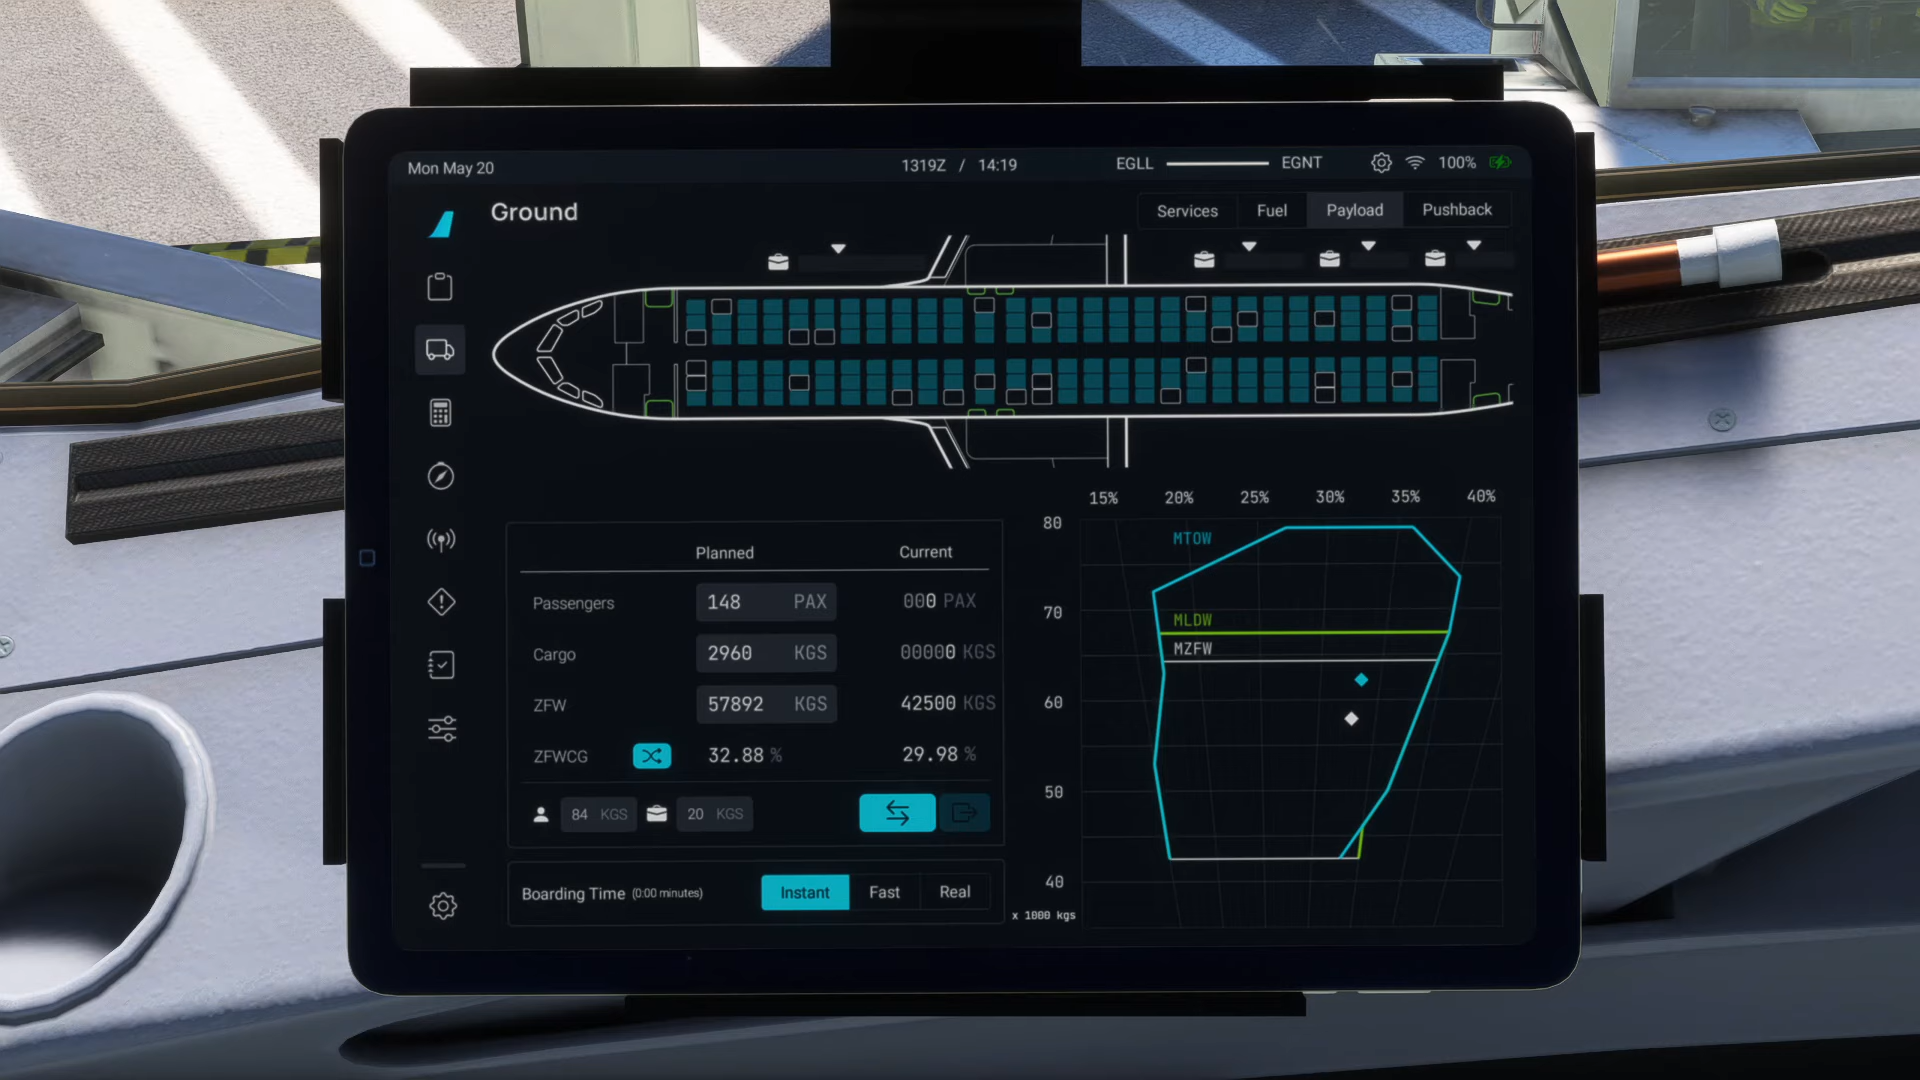 Mon May 20 1319Z / 14:19 EGLL EGNT 100%
Ground Services Fuel Payload Pushback
Planned Current
Passengers 148 PAX 000 PAX
Cargo 2960 KGS 00000 KGS
ZFW 57892 KGS 42500 KGS
ZFWCG 32.88 % 29.98 %
84 KGS 20 KGS
Boarding Time (0:00 minutes) Instant Fast Real
15% 20% 25% 30% 35% 40%
80
MTOW
70
MLDW
MZFW
60
50
40
x 1000 kgs